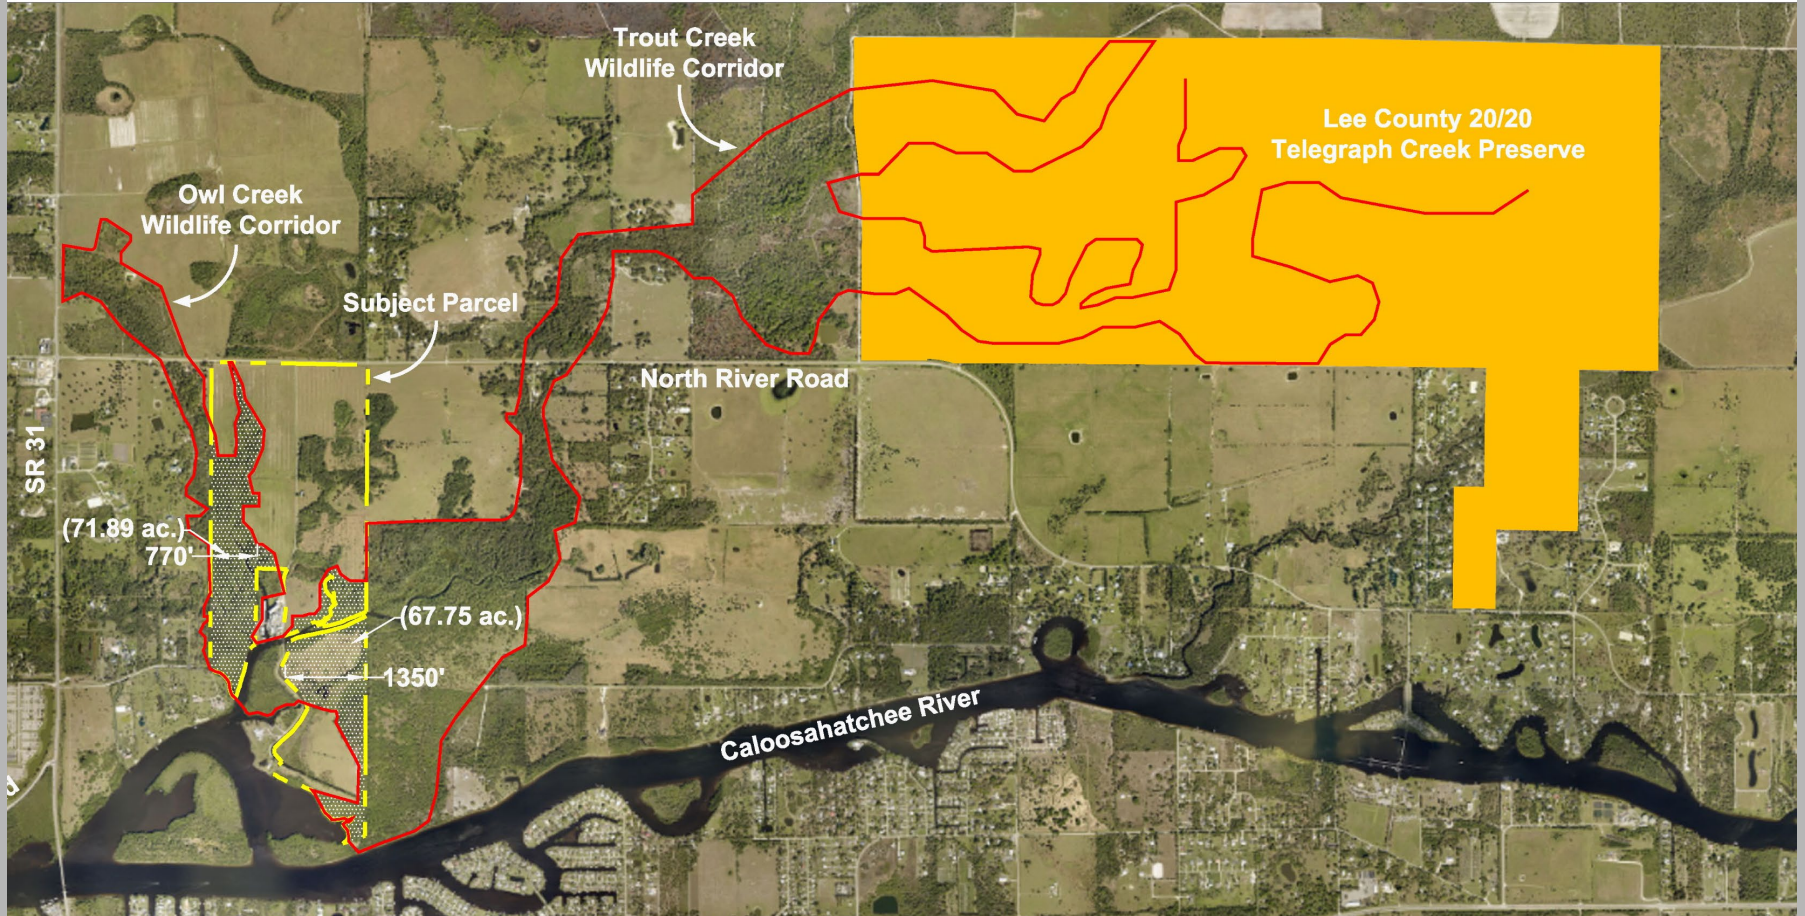 Trout Creek
Wildlife Corridor
Lee County 20/20
Telegraph Creek Preserve
Owl Creek
Wildlife Corridor
Subject Parcel
North River Road
SR 31
(71.89 ac.)
770'
(67.75 ac.)
1350'
Caloosahatchee River